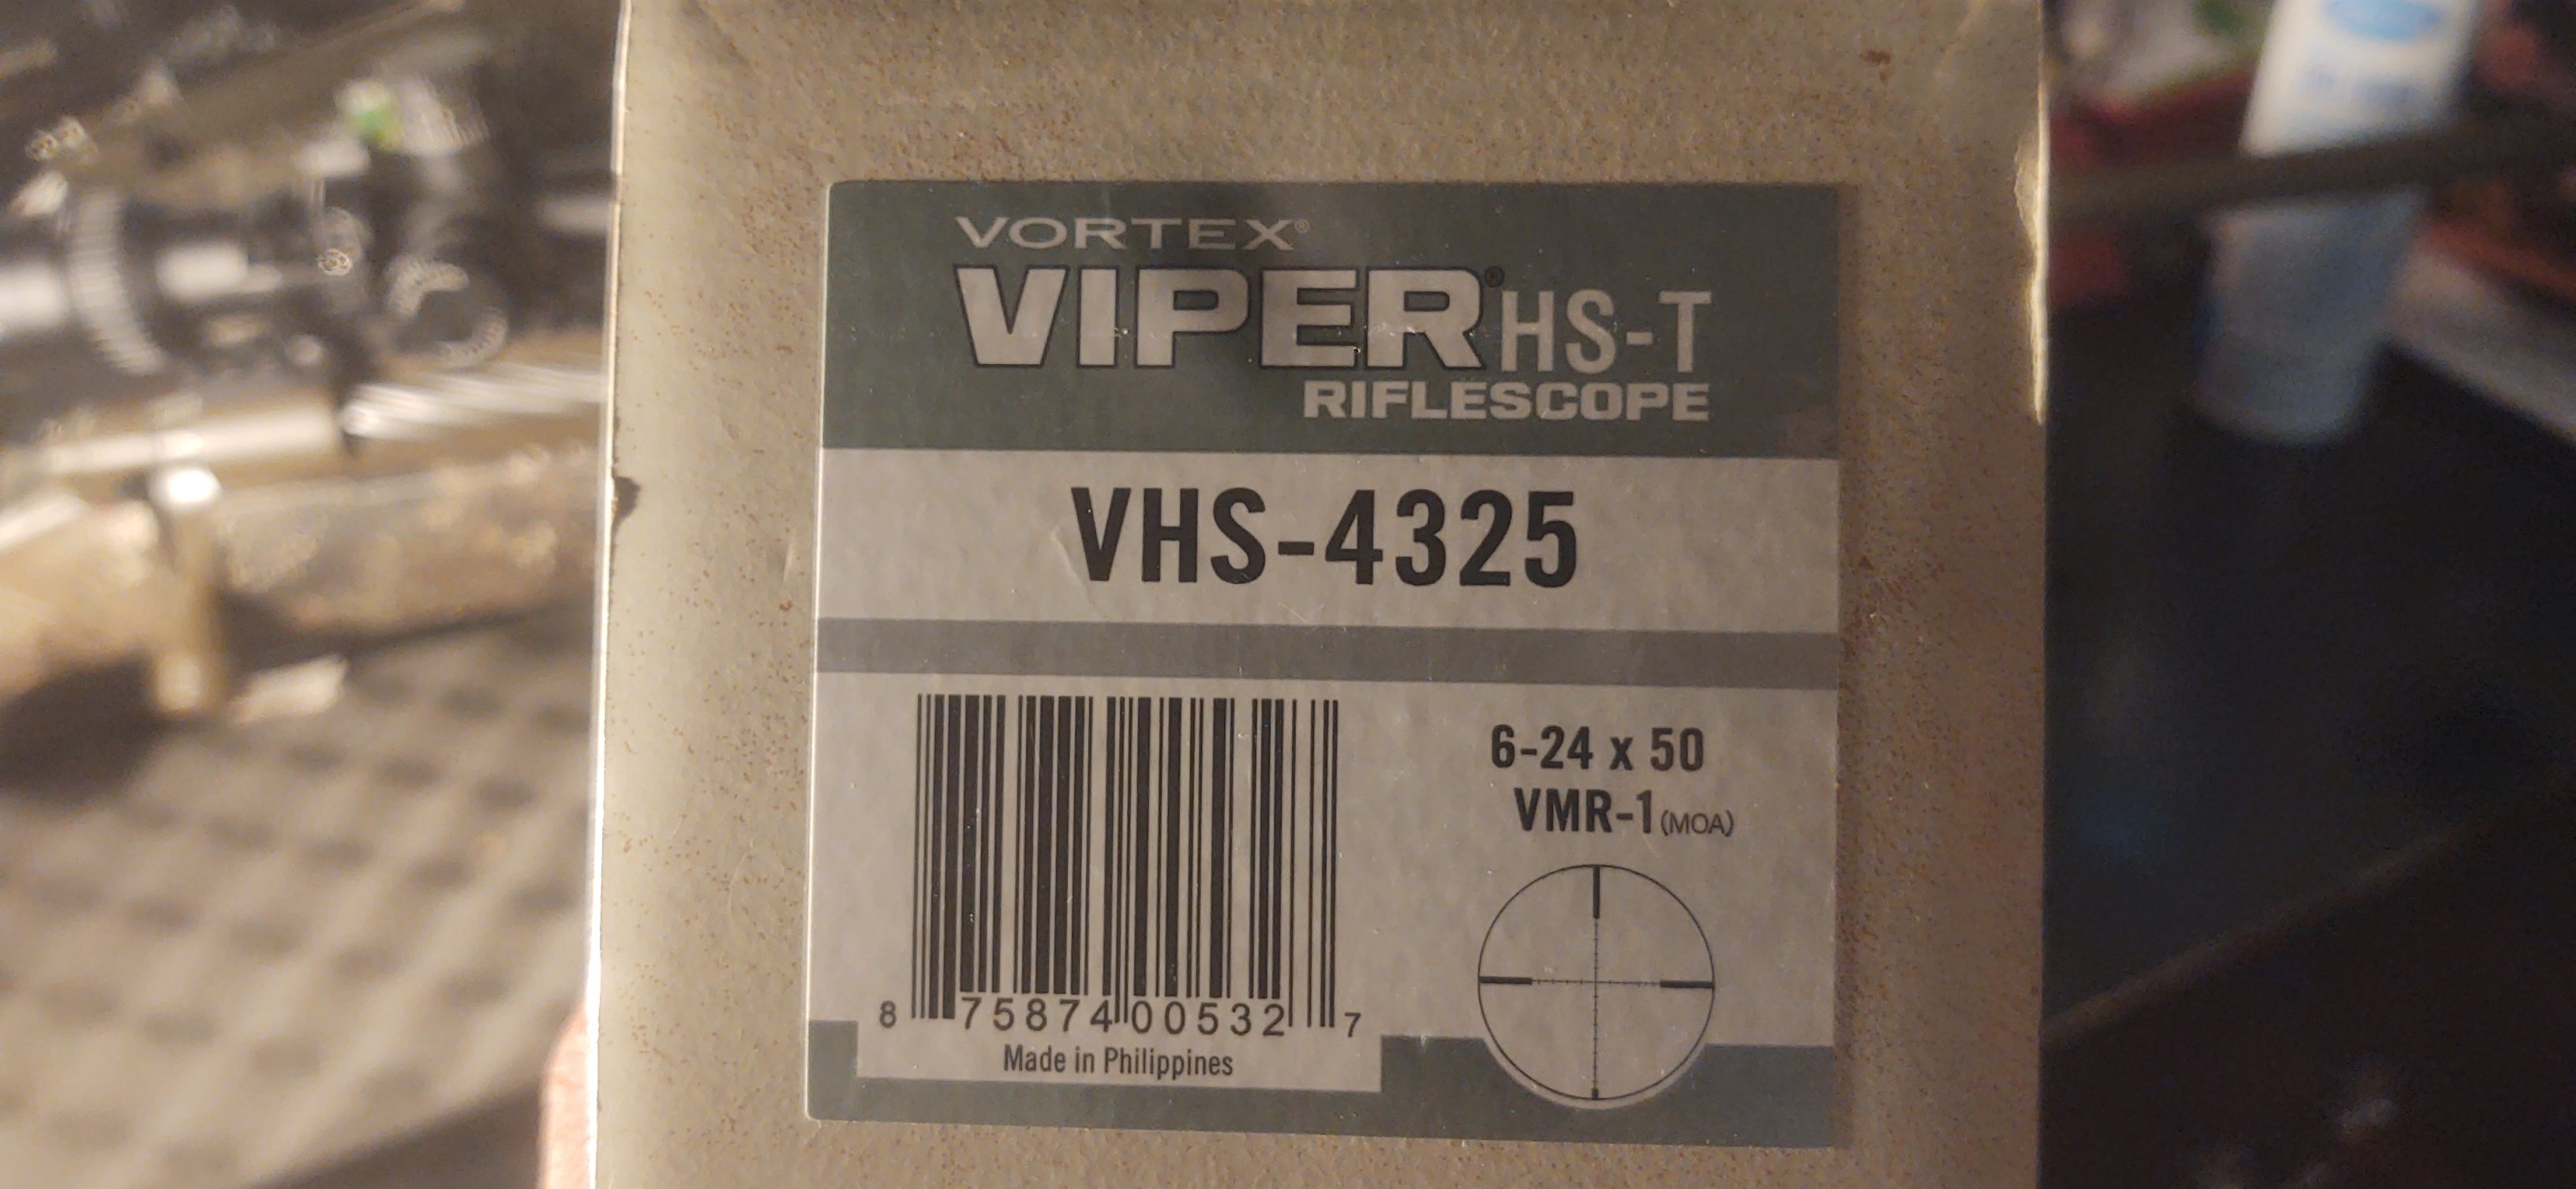 VORTEX®
VIPER® HS-T
RIFLESCOPE
VHS-4325
6-24 x 50
VMR-1 (MOA)
8 75874 00532 7
Made in Philippines